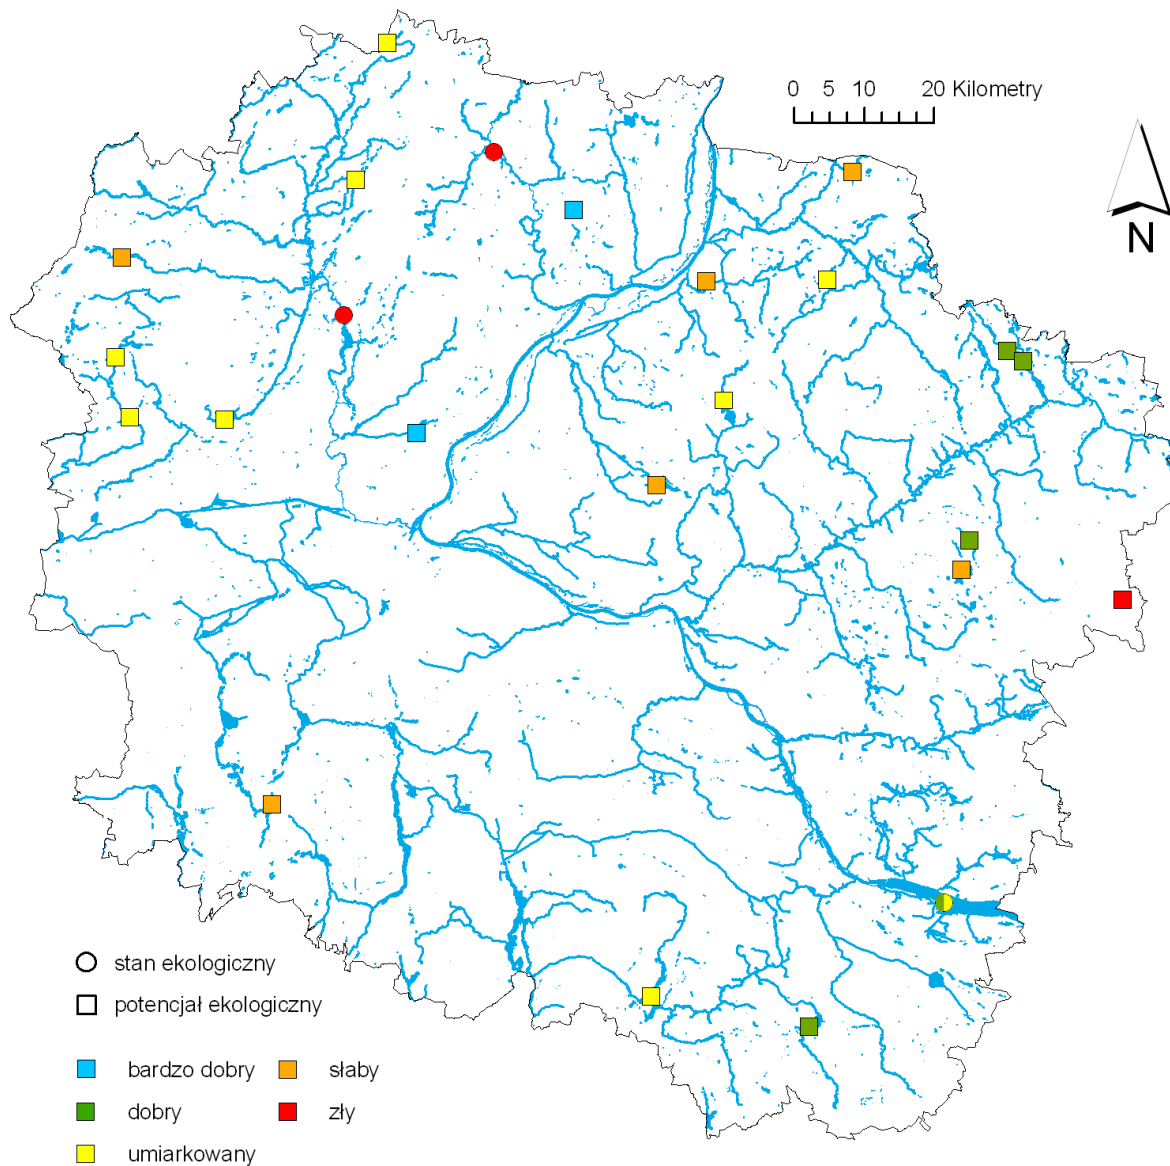 0 5 10 20 Kilometry
N
stan ekologiczny
potencjał ekologiczny
bardzo dobry słaby
dobry zły
umiarkowany